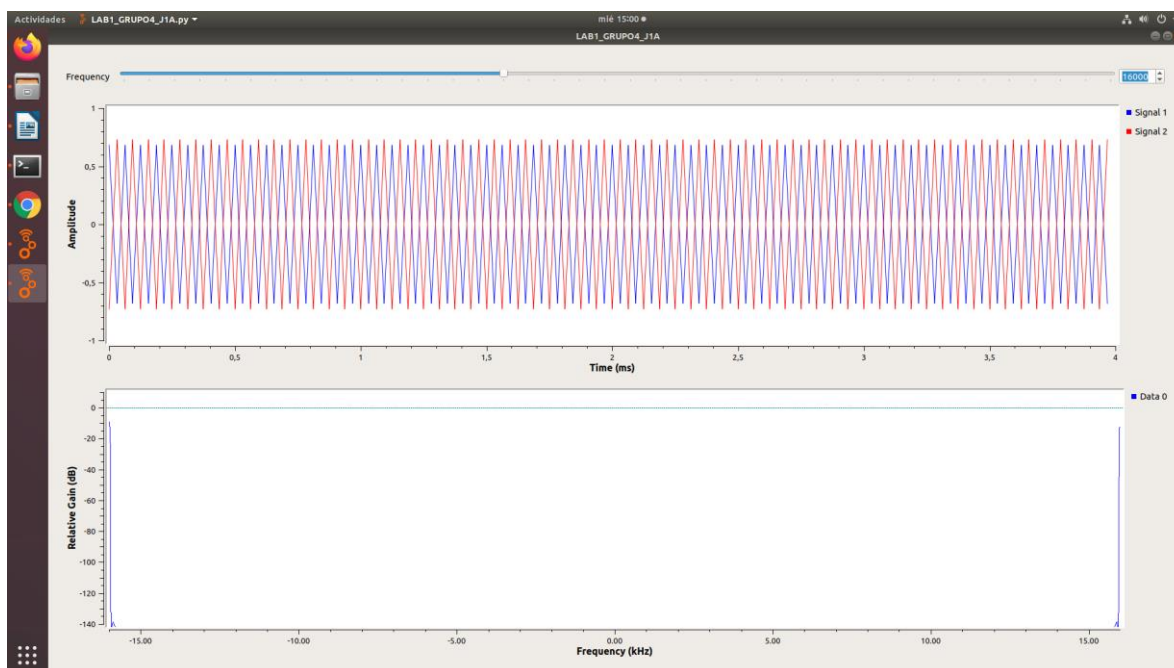 Actividades LAB1_GRUPO4_J1A.py mié 15:00
LAB1_GRUPO4_J1A
Frequency 16000
Signal 1
Signal 2
Amplitude
1
0,5
0
-0,5
-1
0 0,5 1 1,5 2 2,5 3 3,5 4
Time (ms)
Data 0
Relative Gain (dB)
0
-20
-40
-60
-80
-100
-120
-140
-15.00 -10.00 -5.00 0.00 5.00 10.00 15.00
Frequency (kHz)